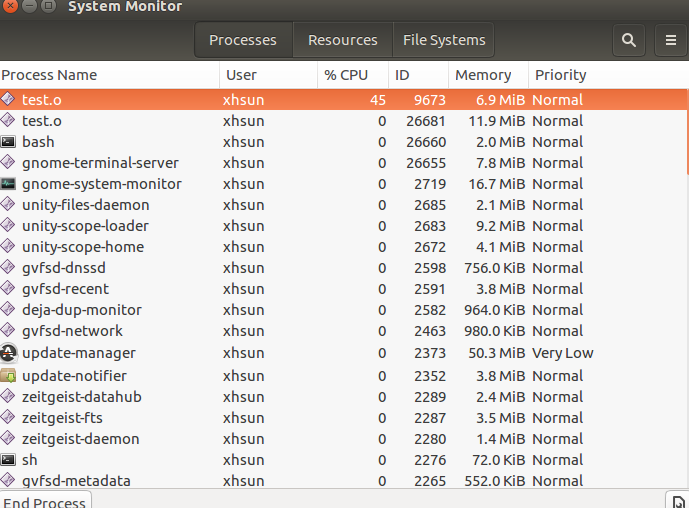 System Monitor
Processes Resources File Systems
Process Name User % CPU ID Memory Priority
test.o xhsun 45 9673 6.9 MiB Normal
test.o xhsun 0 26681 11.9 MiB Normal
bash xhsun 0 26660 2.0 MiB Normal
gnome-terminal-server xhsun 0 26655 7.8 MiB Normal
gnome-system-monitor xhsun 0 2719 16.7 MiB Normal
unity-files-daemon xhsun 0 2685 2.1 MiB Normal
unity-scope-loader xhsun 0 2683 9.2 MiB Normal
unity-scope-home xhsun 0 2672 4.1 MiB Normal
gvfsd-dnssd xhsun 0 2598 756.0 KiB Normal
gvfsd-recent xhsun 0 2591 3.8 MiB Normal
deja-dup-monitor xhsun 0 2582 964.0 KiB Normal
gvfsd-network xhsun 0 2463 980.0 KiB Normal
update-manager xhsun 0 2373 50.3 MiB Very Low
update-notifier xhsun 0 2352 3.8 MiB Normal
zeitgeist-datahub xhsun 0 2289 2.4 MiB Normal
zeitgeist-fts xhsun 0 2287 3.5 MiB Normal
zeitgeist-daemon xhsun 0 2280 1.4 MiB Normal
sh xhsun 0 2276 72.0 KiB Normal
gvfsd-metadata xhsun 0 2265 552.0 KiB Normal
End Process